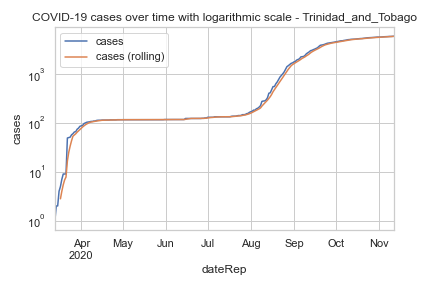 COVID-19 cases over time with logarithmic scale - Trinidad_and_Tobago
cases
cases (rolling)
cases
10³
10²
10¹
10⁰
Apr
2020
May
Jun
Jul
Aug
Sep
Oct
Nov
dateRep